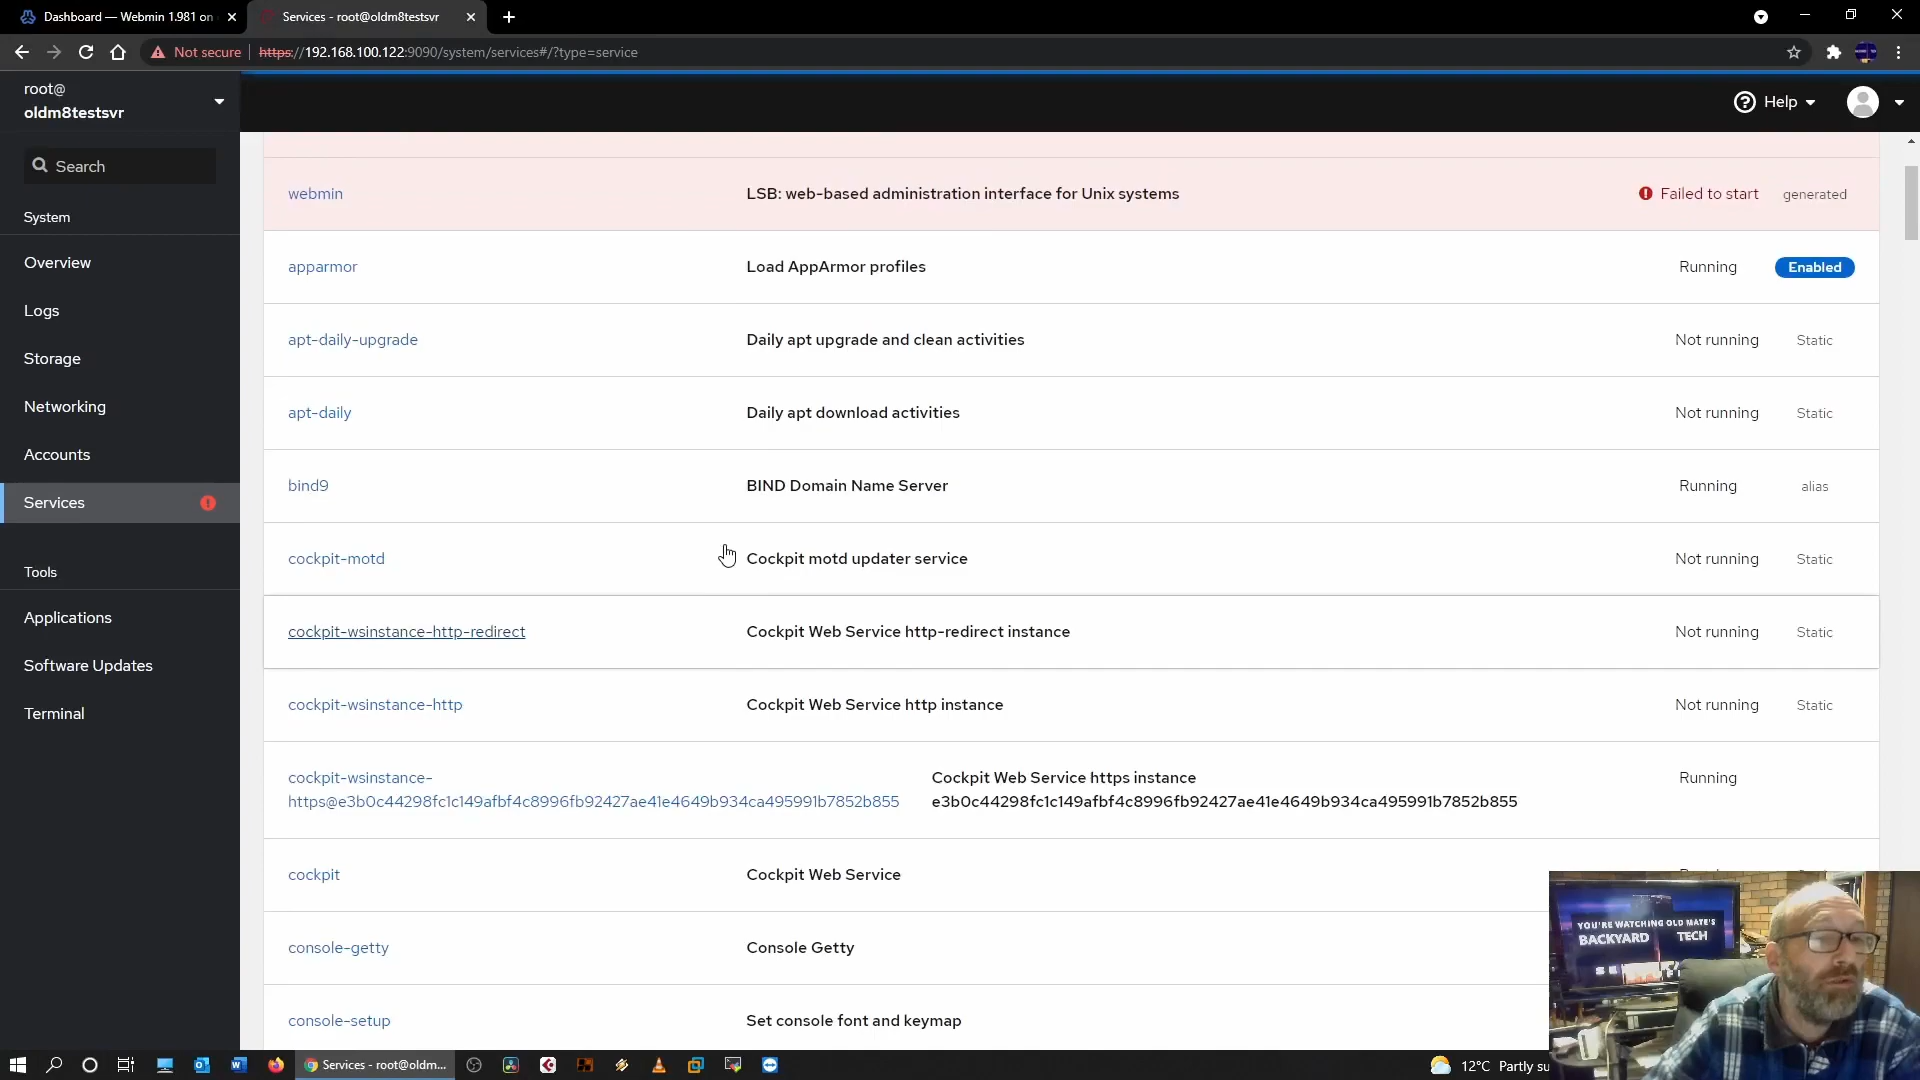 Dashboard — Webmin 1.981 on
Services - root@oldm8testsvr
Not secure
https://192.168.100.122:9090/system/services#/?type=service
root@
oldm8testsvr
Help
Search
System
Overview
Logs
Storage
Networking
Accounts
Services
Tools
Applications
Software Updates
Terminal
webmin LSB: web-based administration interface for Unix systems Failed to start generated
apparmor Load AppArmor profiles Running Enabled
apt-daily-upgrade Daily apt upgrade and clean activities Not running Static
apt-daily Daily apt download activities Not running Static
bind9 BIND Domain Name Server Running alias
cockpit-motd Cockpit motd updater service Not running Static
cockpit-wsinstance-http-redirect Cockpit Web Service http-redirect instance Not running Static
cockpit-wsinstance-http Cockpit Web Service http instance Not running Static
cockpit-wsinstance- Cockpit Web Service https instance Running
https@e3b0c44298fc1c149afbf4c8996fb92427ae41e4649b934ca495991b7852b855 e3b0c44298fc1c149afbf4c8996fb92427ae41e4649b934ca495991b7852b855
cockpit Cockpit Web Service
console-getty Console Getty
console-setup Set console font and keymap
YOU'RE WATCHING OLD MATE'S
BACKYARD TECH
Services - root@oldm...
12°C Partly su